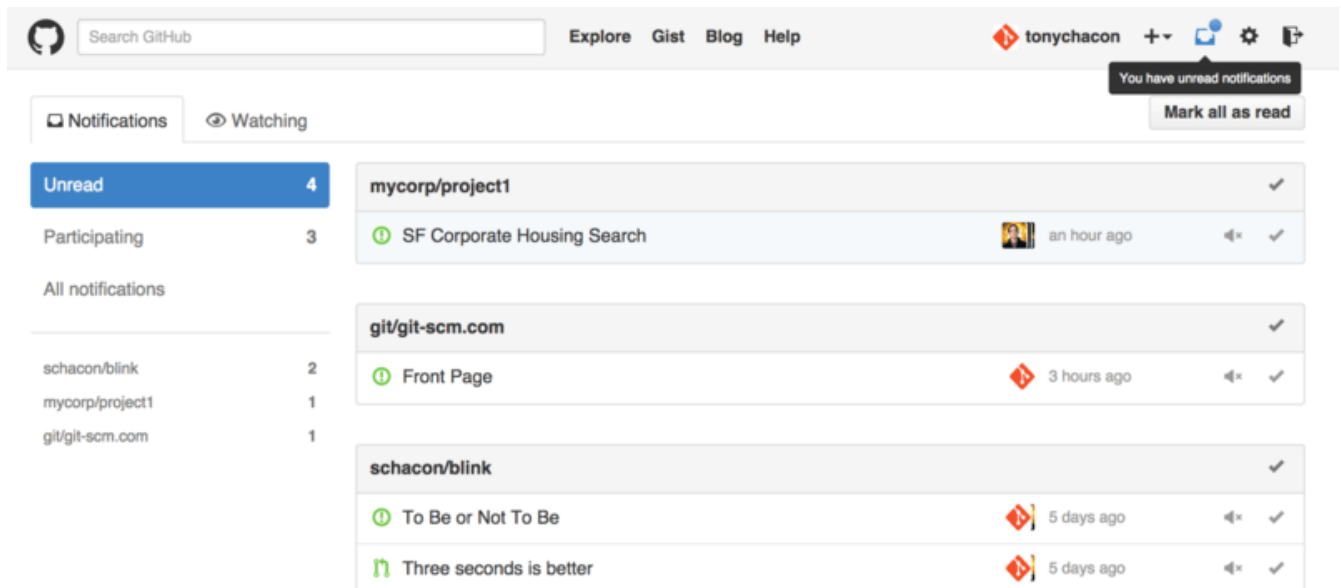 Search GitHub Explore Gist Blog Help tonychacon
You have unread notifications
Notifications Watching Mark all as read
Unread 4
Participating 3
All notifications
schacon/blink 2
mycorp/project1 1
git/git-scm.com 1
mycorp/project1
SF Corporate Housing Search an hour ago
git/git-scm.com
Front Page 3 hours ago
schacon/blink
To Be or Not To Be 5 days ago
Three seconds is better 5 days ago